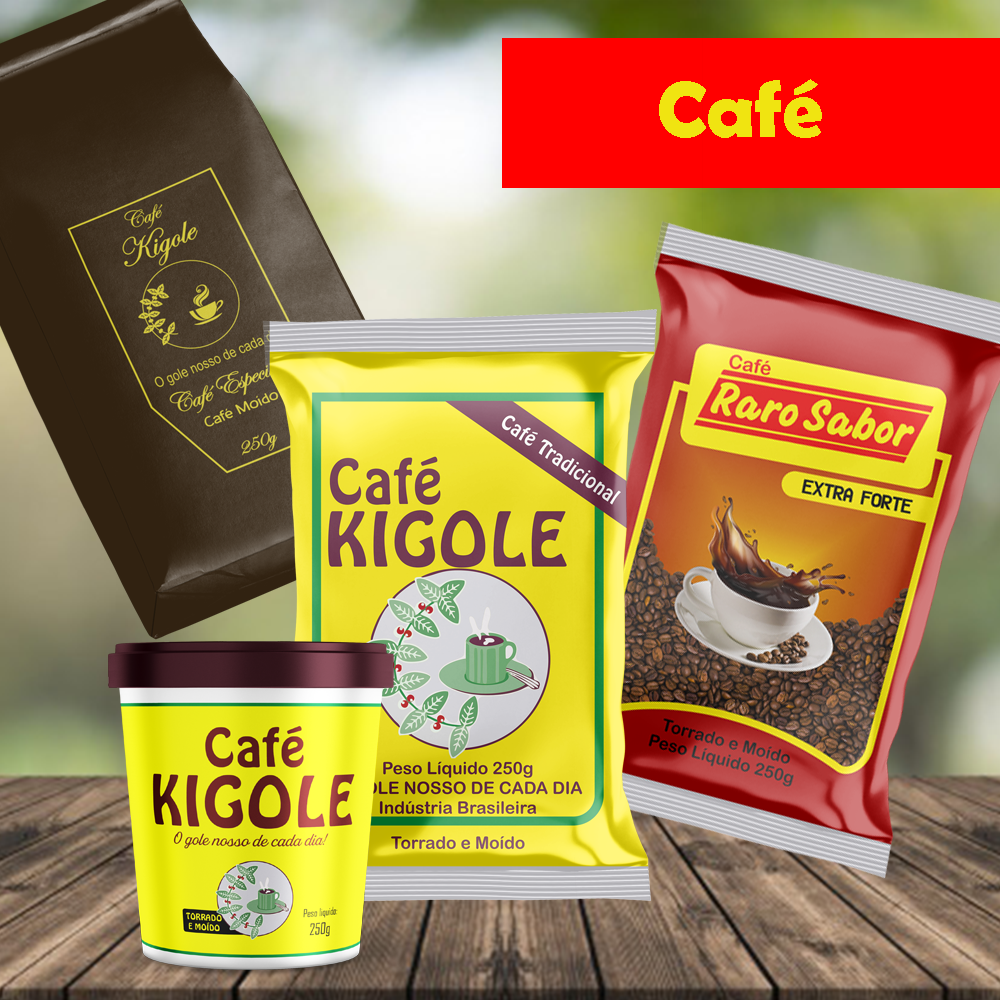 Café
Café
Kigole
O gole nosso de cada
Café
Café Moído
250g
Café Tradicional
Café
KIGOLE
Peso Líquido 250g
NOSSO DE CADA DIA
Indústria Brasileira
Torrado e Moído
Café
Raro Sabor
EXTRA FORTE
Torrado e Moído
Peso Líquido 250g
Café
KIGOLE
O gole nosso de cada dia!
TORRADO
E MOÍDO
Peso líquido:
250g